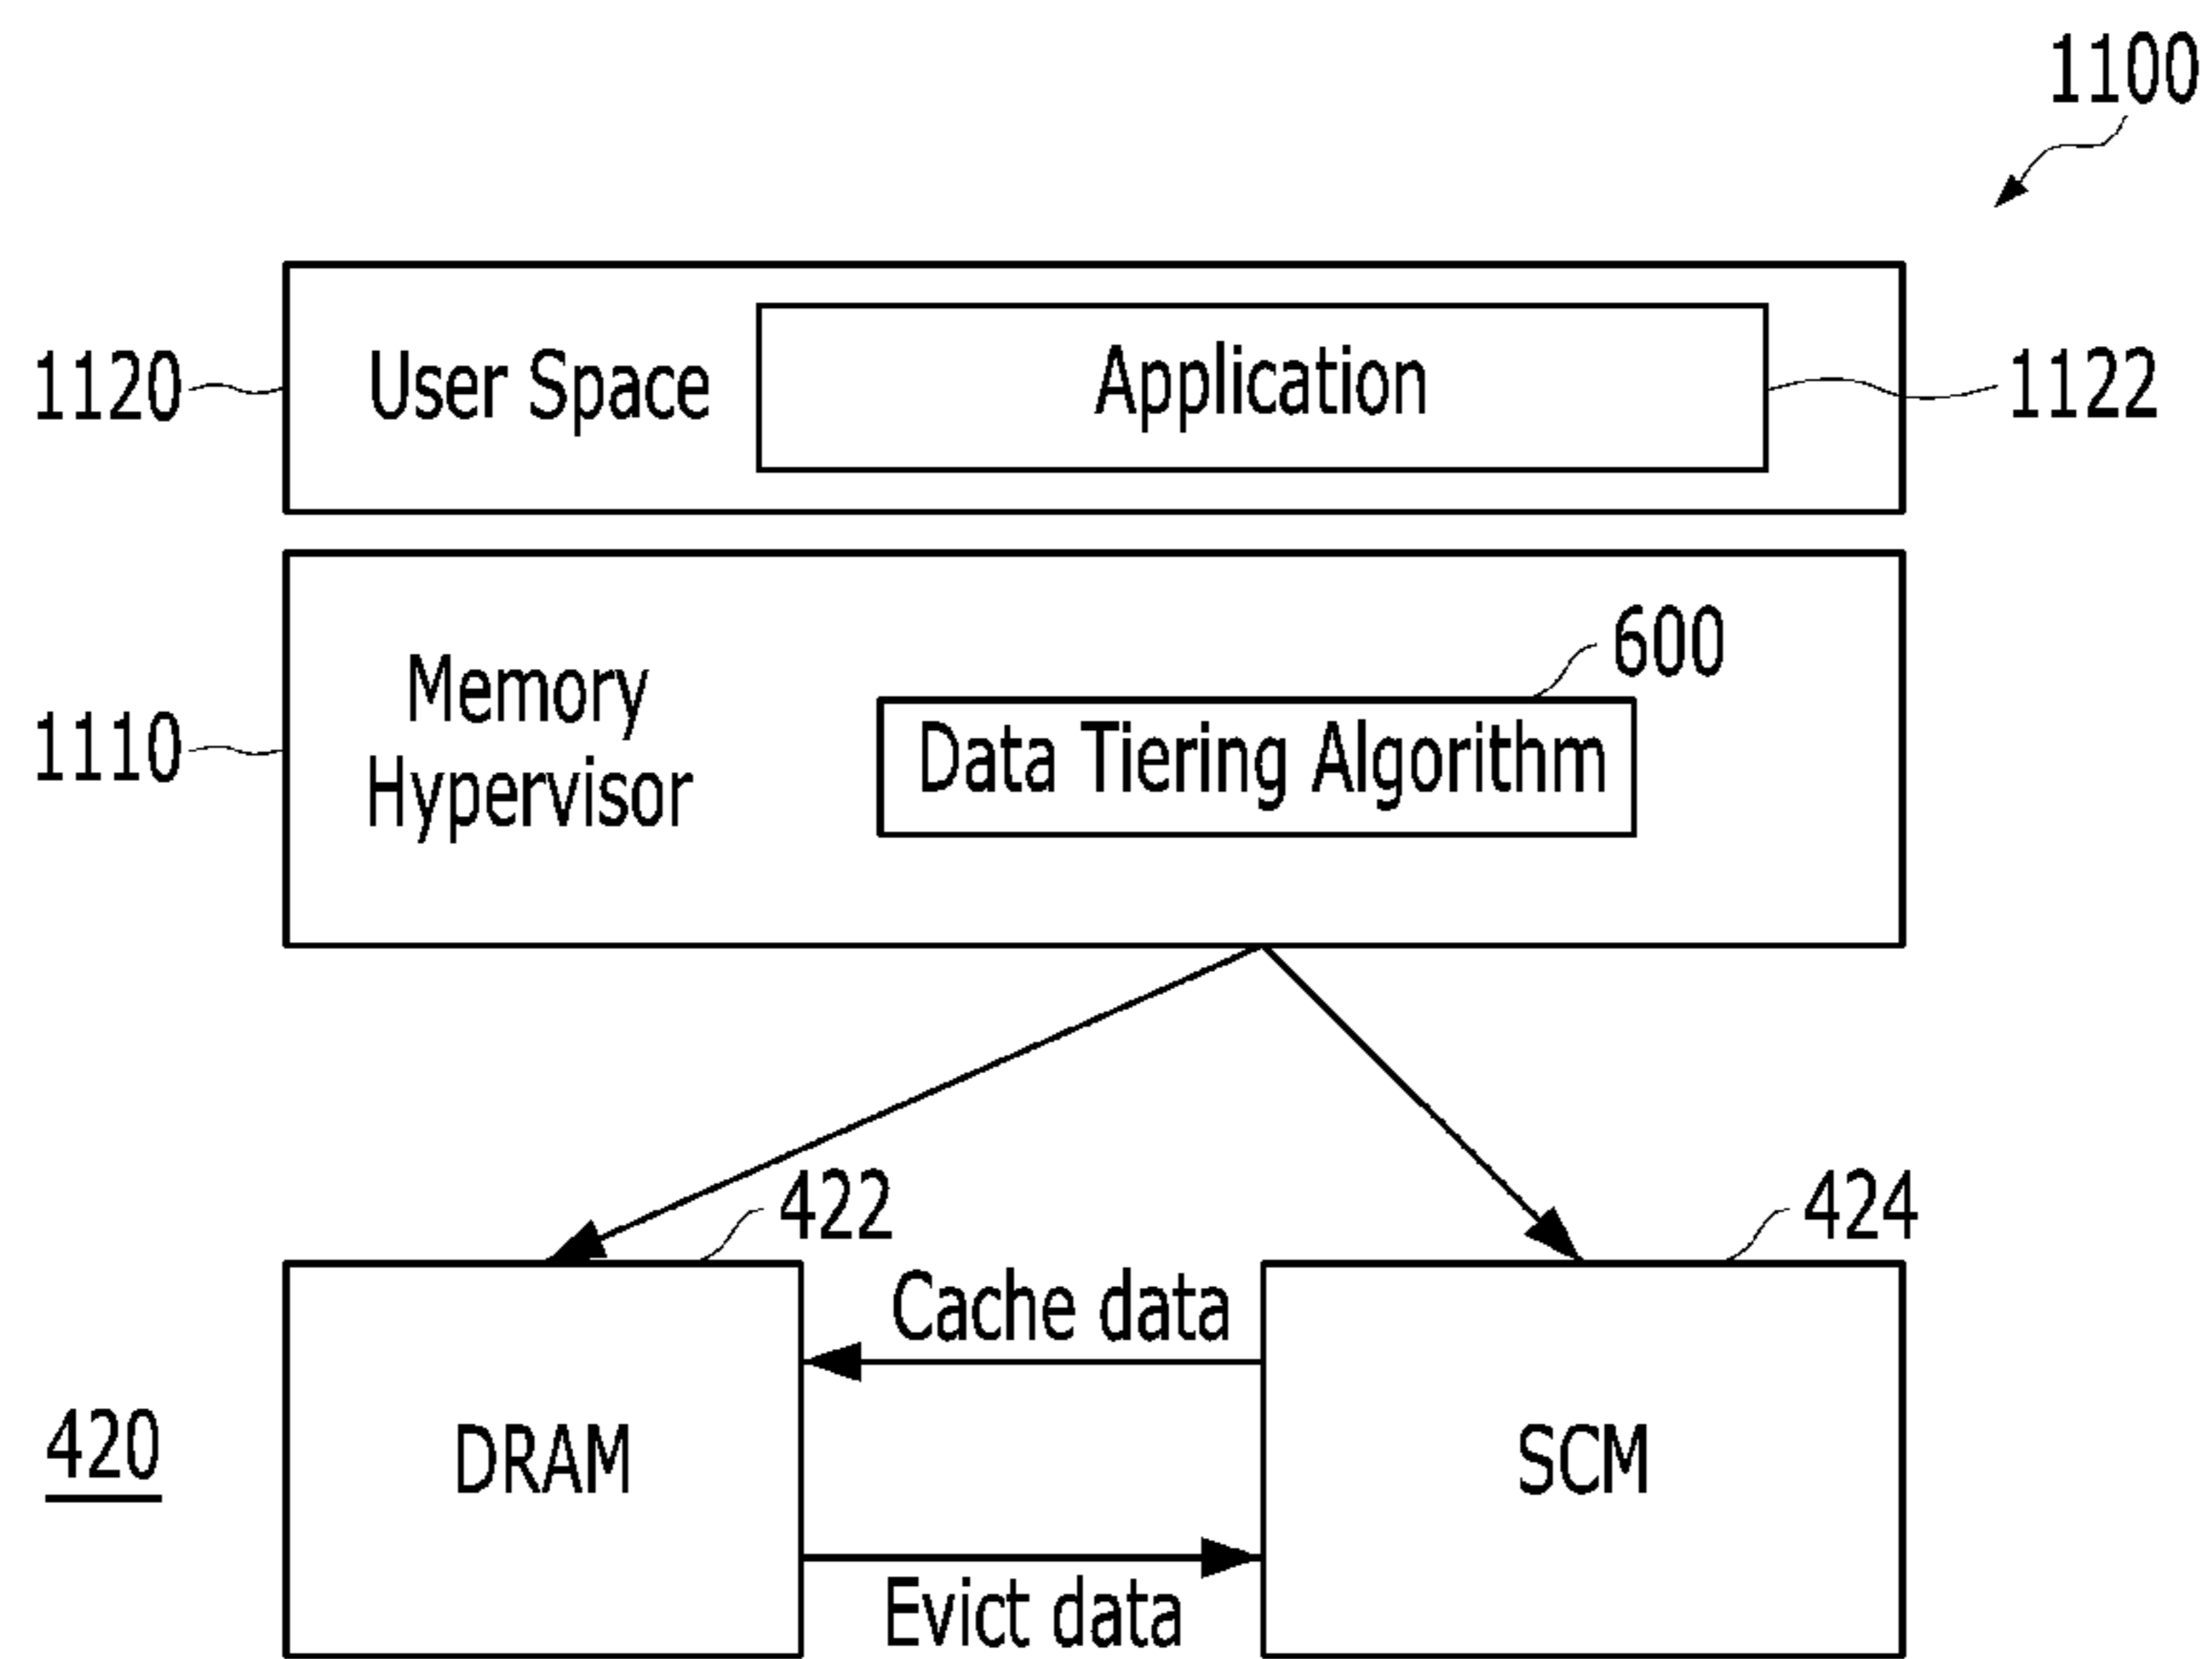 1100
1120
User Space
Application
1122
600
1110
Memory
Hypervisor
Data Tiering Algorithm
422
424
Cache data
420
DRAM
SCM
Evict data